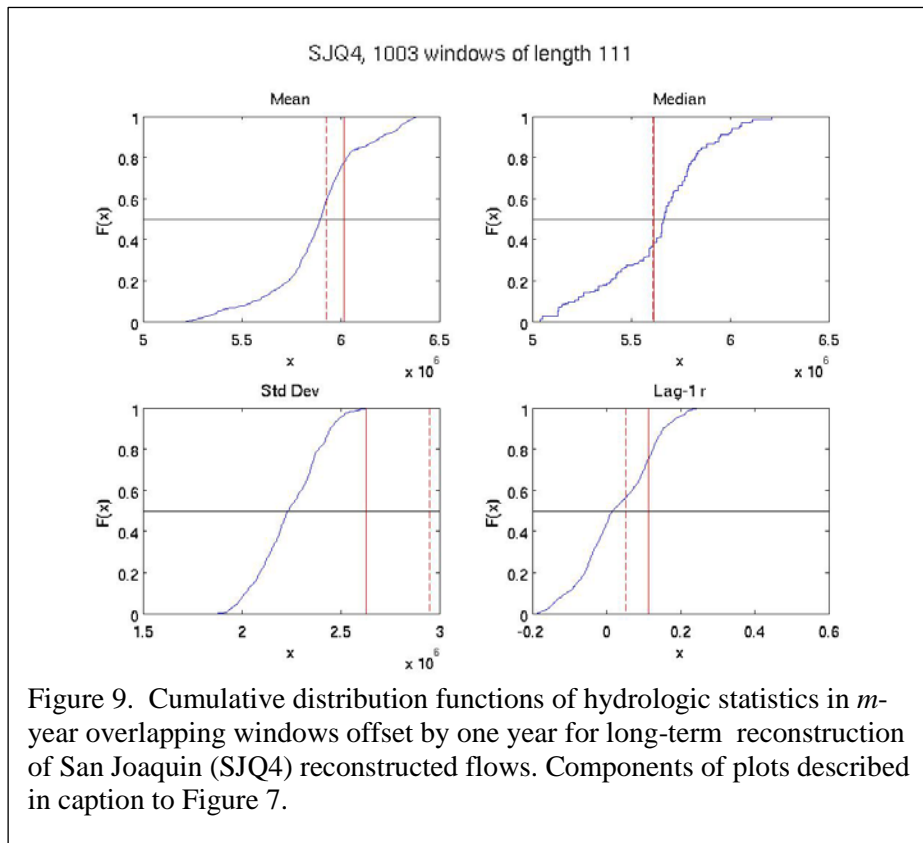 SJQ4, 1003 windows of length 111
Mean
1
0.8
0.6
0.4
0.2
0
F(x)
5
5.5
6
6.5
x
x 10^6
Median
1
0.8
0.6
0.4
0.2
0
F(x)
5
5.5
6
6.5
x
x 10^6
Std Dev
1
0.8
0.6
0.4
0.2
0
F(x)
1.5
2
2.5
3
x
x 10^6
Lag-1 r
1
0.8
0.6
0.4
0.2
0
F(x)
-0.2
0
0.2
0.4
0.6
x
Figure 9. Cumulative distribution functions of hydrologic statistics in m-
year overlapping windows offset by one year for long-term reconstruction
of San Joaquin (SJQ4) reconstructed flows. Components of plots described
in caption to Figure 7.